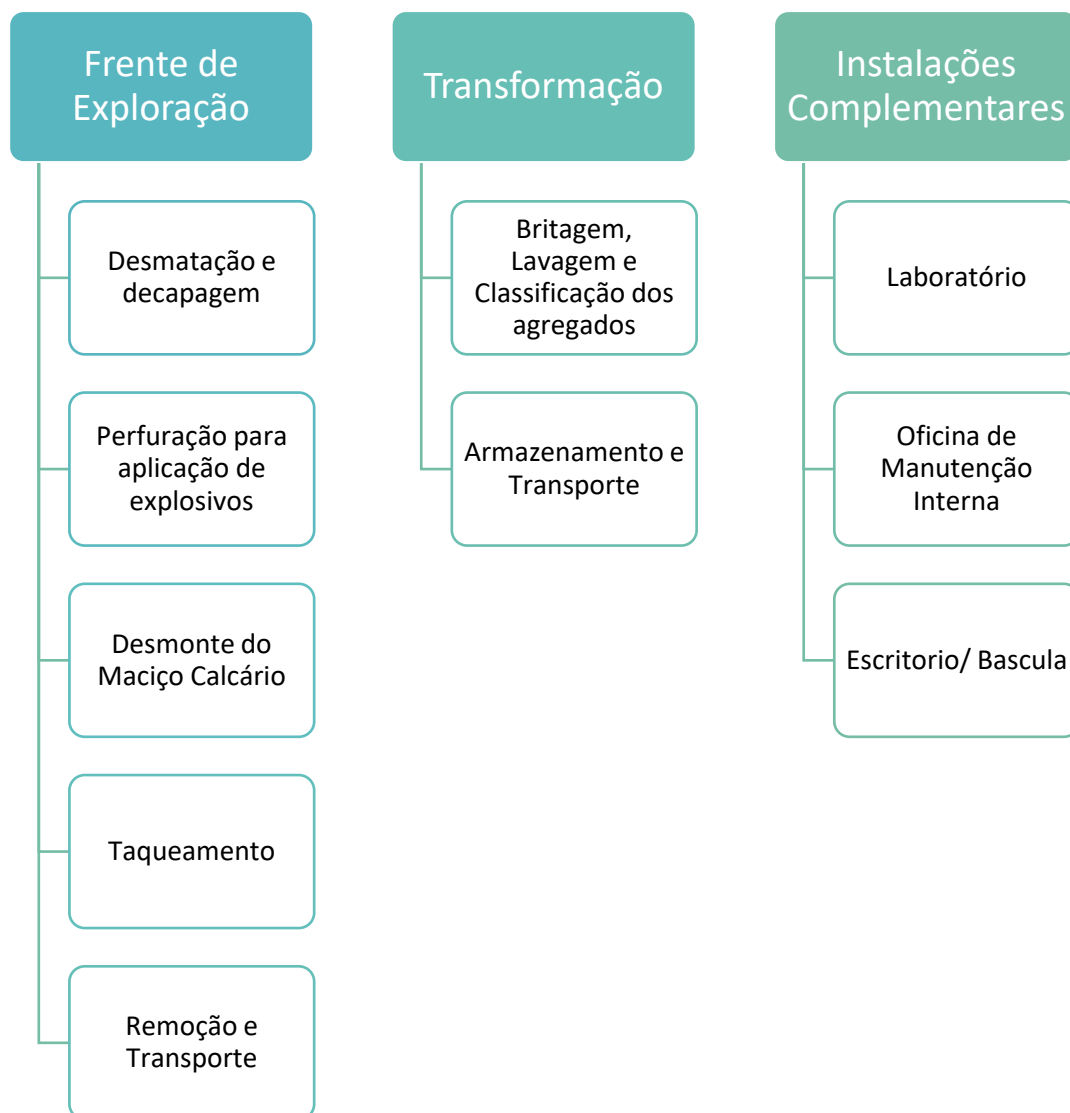 Frente de
Exploração
Desmatação e
decapagem
Perfuração para
aplicação de
explosivos
Desmonte do
Maciço Calcário
Taqueamento
Remoção e
Transporte
Transformação
Britagem,
Lavagem e
Classificação dos
agregados
Armazenamento e
Transporte
Instalações
Complementares
Laboratório
Oficina de
Manutenção
Interna
Escritorio/ Bascula